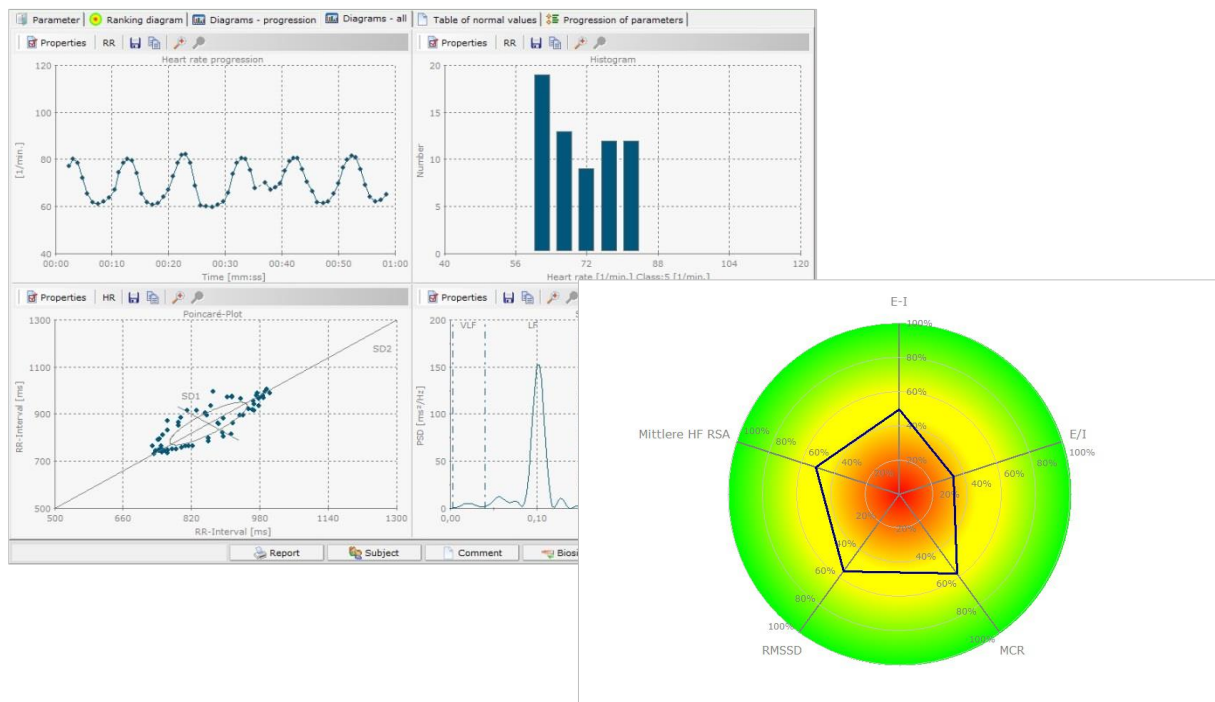 Parameter Ranking diagram Diagrams - progression Diagrams - all Table of normal values Progression of parameters
Properties RR
Heart rate progression
[1/min.]
120
100
80
60
40
00:00 00:10 00:20 00:30 00:40 00:50 01:00
Time [mm:ss]
Properties RR
Histogram
Number
20
15
10
5
0
40 56 72 88 104 120
Heart rate [1/min.] Class:5 [1/min.]
Properties HR
Poincaré-Plot
RR-Interval [ms]
1300
1100
900
700
500
SD2
SD1
500 660 820 980 1140 1300
RR-Interval [ms]
Properties
PSD [ms²/Hz]
200
150
100
50
0
VLF LF
0,00 0,10
Report Subject Comment Biosi
E-I
100%
80%
60%
40%
20%
E/I
100%
80%
60%
40%
20%
MCR
100%
80%
60%
40%
20%
RMSSD
100%
80%
60%
40%
20%
Mittlere HF RSA
100%
80%
60%
40%
20%